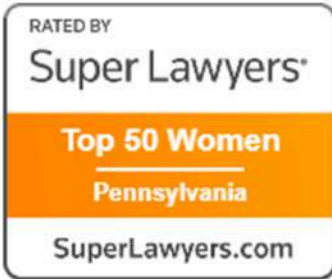 RATED BY
Super Lawyers®
Top 50 Women
Pennsylvania
SuperLawyers.com